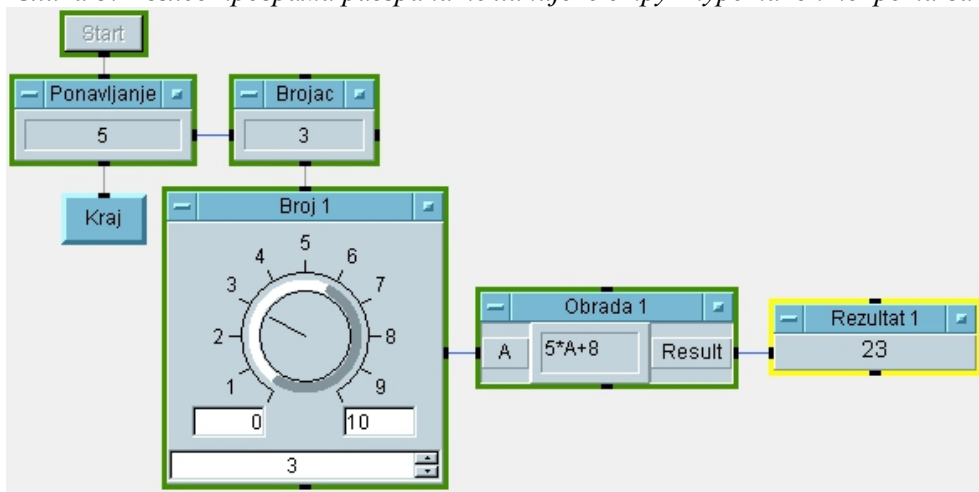 Start
Ponavljanje
5
Brojac
3
Kraj
Broj 1
1
2
3
4
5
6
7
8
9
0
10
3
Obrada 1
A
5*A+8
Result
Rezultat 1
23